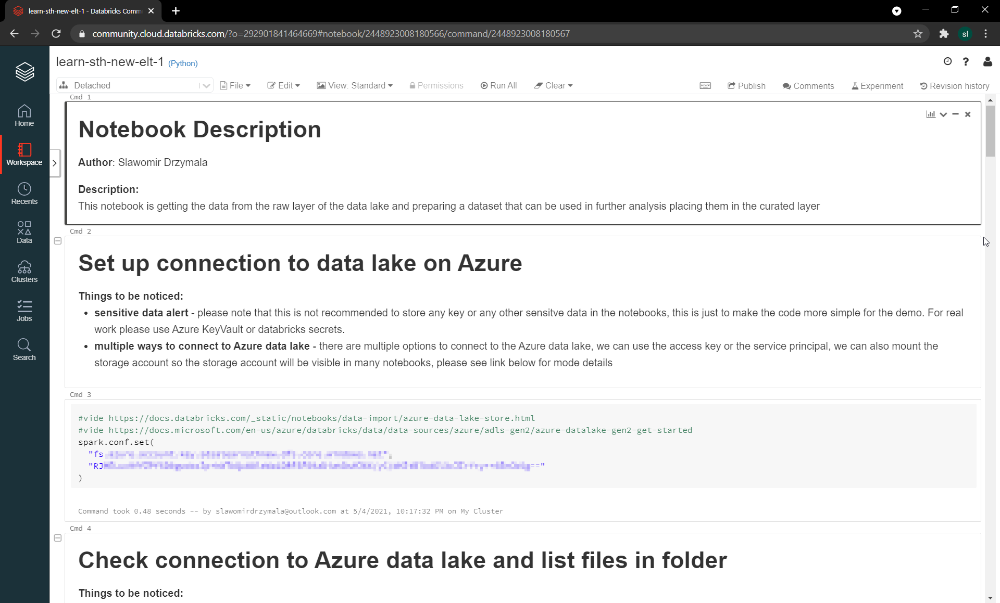 learn-sth-new-elt-1 - Databricks Comm
community.cloud.databricks.com/?o=292901841464669#notebook/2448923008180566/command/2448923008180567
sl
learn-sth-new-elt-1 (Python)
Detached File Edit View: Standard Permissions Run All Clear Publish Comments Experiment Revision history
Home
Workspace
Recents
Data
Clusters
Jobs
Search
Cmd 1
Notebook Description
Author: Slawomir Drzymala
Description:
This notebook is getting the data from the raw layer of the data lake and preparing a dataset that can be used in further analysis placing them in the curated layer
Cmd 2
Set up connection to data lake on Azure
Things to be noticed:
• sensitive data alert - please note that this is not recommended to store any key or any other sensitve data in the notebooks, this is just to make the code more simple for the demo. For real
work please use Azure KeyVault or databricks secrets.
• multiple ways to connect to Azure data lake - there are multiple options to connect to the Azure data lake, we can use the access key or the service principal, we can also mount the
storage account so the storage account will be visible in many notebooks, please see link below for mode details
Cmd 3
#vide https://docs.databricks.com/_static/notebooks/data-import/azure-data-lake-store.html
#vide https://docs.microsoft.com/en-us/azure/databricks/data/data-sources/azure/adls-gen2/azure-datalake-gen2-get-started
spark.conf.set(
"fs
"RJ =="
)
Command took 0.48 seconds -- by slawomirdrzymala@outlook.com at 5/4/2021, 10:17:32 PM on My Cluster
Cmd 4
Check connection to Azure data lake and list files in folder
Things to be noticed: